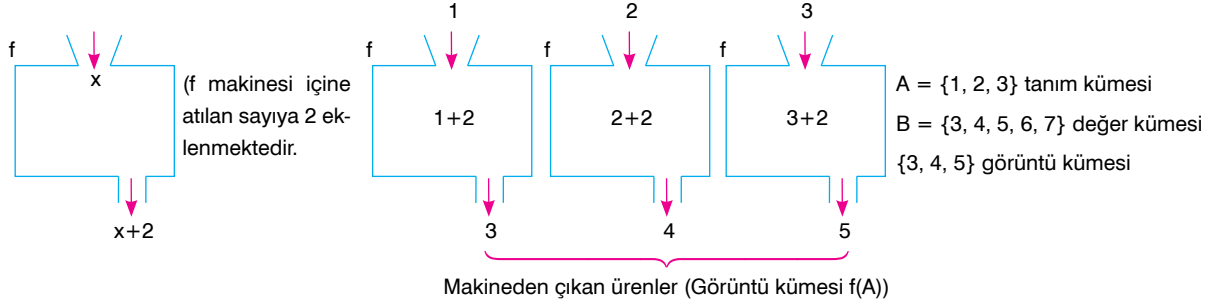 f
x
x+2
(f makinesi içine
atılan sayıya 2 ek-
lenmektedir.
1
f
1+2
3
2
f
2+2
4
3
f
3+2
5
Makineden çıkan ürenler (Görüntü kümesi f(A))
A = {1, 2, 3} tanım kümesi
B = {3, 4, 5, 6, 7} değer kümesi
{3, 4, 5} görüntü kümesi